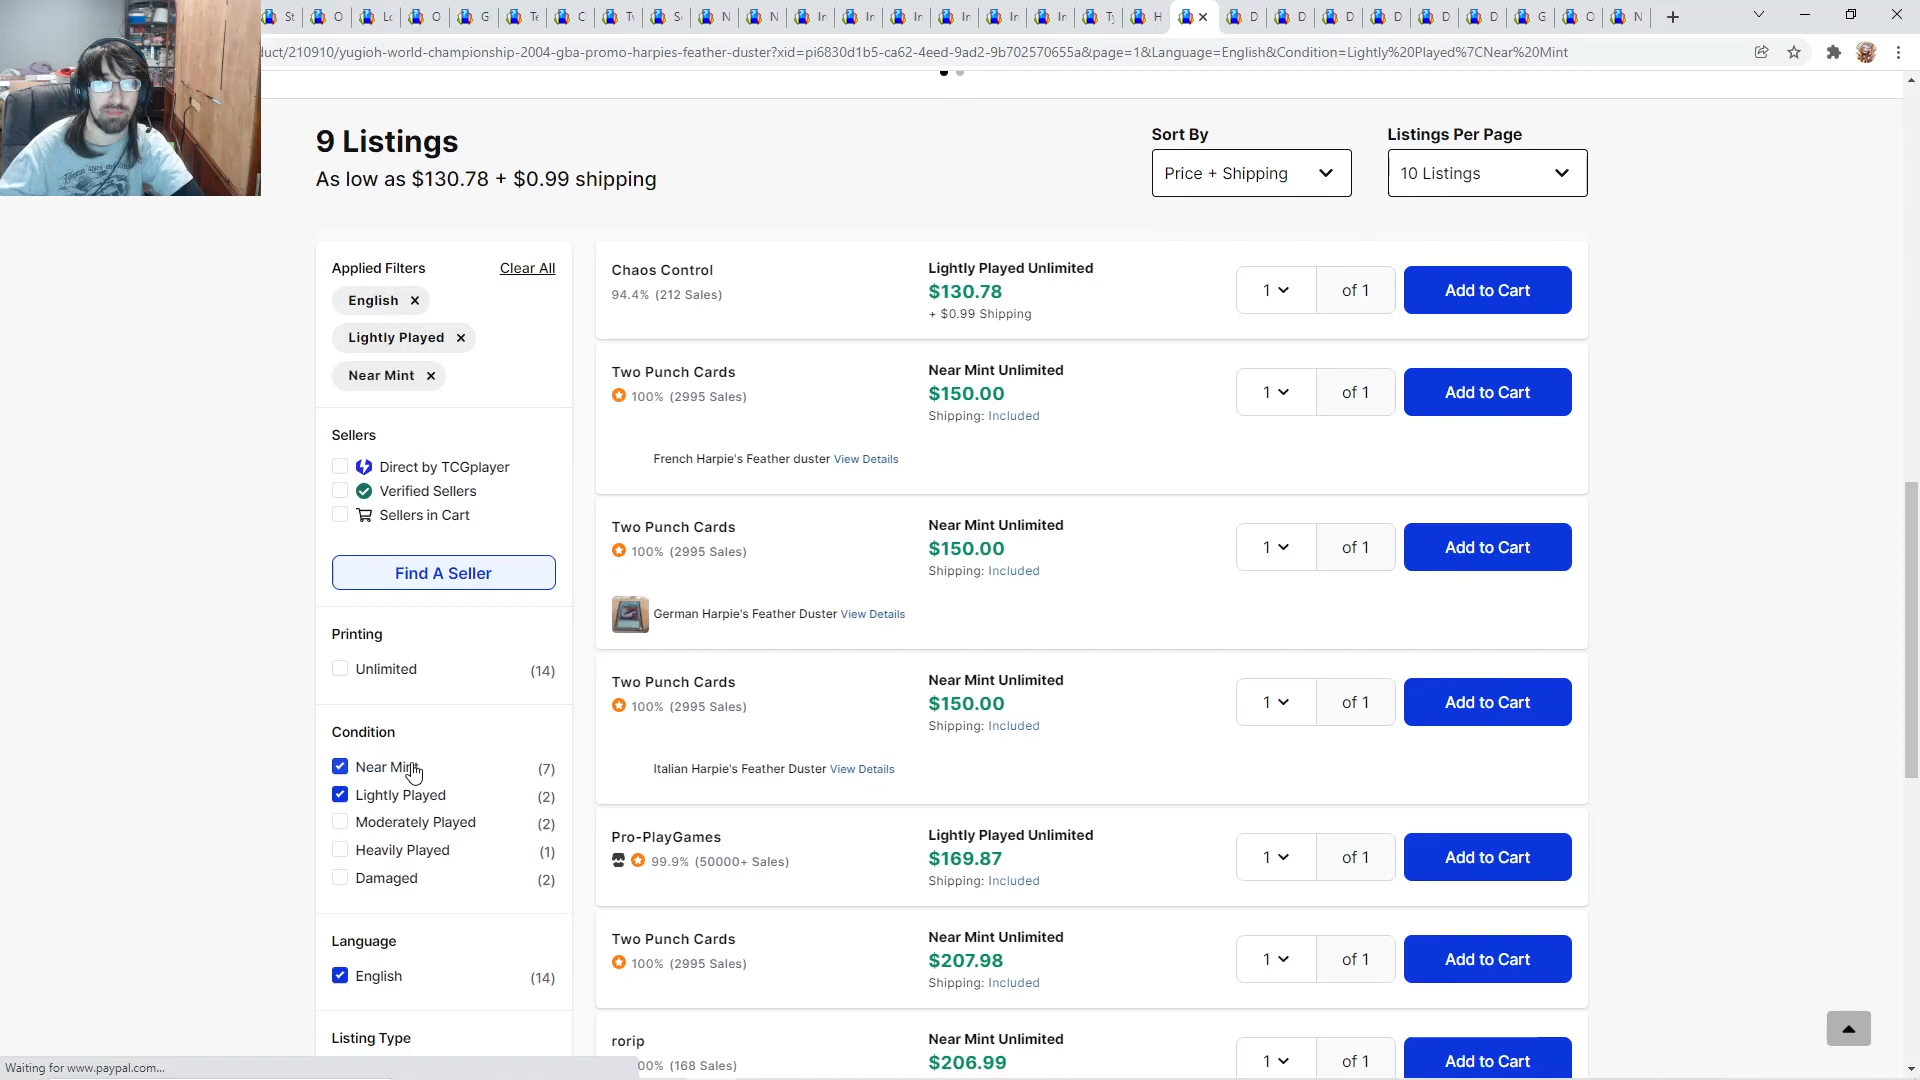 duct/210910/yugioh-world-championship-2004-gba-promo-harpies-feather-duster?xid=pi6830d1b5-ca62-4eed-9ad2-9b702570655a&page=1&Language=English&Condition=Lightly%20Played%7CNear%20Mint
9 Listings
As low as $130.78 + $0.99 shipping
Sort By
Price + Shipping
Listings Per Page
10 Listings
Applied Filters
Clear All
English
Lightly Played
Near Mint
Sellers
Direct by TCGplayer
Verified Sellers
Sellers in Cart
Find A Seller
Printing
Unlimited (14)
Condition
Near Mint (7)
Lightly Played (2)
Moderately Played (2)
Heavily Played (1)
Damaged (2)
Language
English (14)
Listing Type
Chaos Control
94.4% (212 Sales)
Lightly Played Unlimited
$130.78
+ $0.99 Shipping
1 of 1
Add to Cart
Two Punch Cards
100% (2995 Sales)
Near Mint Unlimited
$150.00
Shipping: Included
1 of 1
Add to Cart
French Harpie's Feather duster View Details
Two Punch Cards
100% (2995 Sales)
Near Mint Unlimited
$150.00
Shipping: Included
1 of 1
Add to Cart
German Harpie's Feather Duster View Details
Two Punch Cards
100% (2995 Sales)
Near Mint Unlimited
$150.00
Shipping: Included
1 of 1
Add to Cart
Italian Harpie's Feather Duster View Details
Pro-PlayGames
99.9% (50000+ Sales)
Lightly Played Unlimited
$169.87
Shipping: Included
1 of 1
Add to Cart
Two Punch Cards
100% (2995 Sales)
Near Mint Unlimited
$207.98
Shipping: Included
1 of 1
Add to Cart
rorip
00% (168 Sales)
Near Mint Unlimited
$206.99
1 of 1
Add to Cart
Waiting for www.paypal.com...